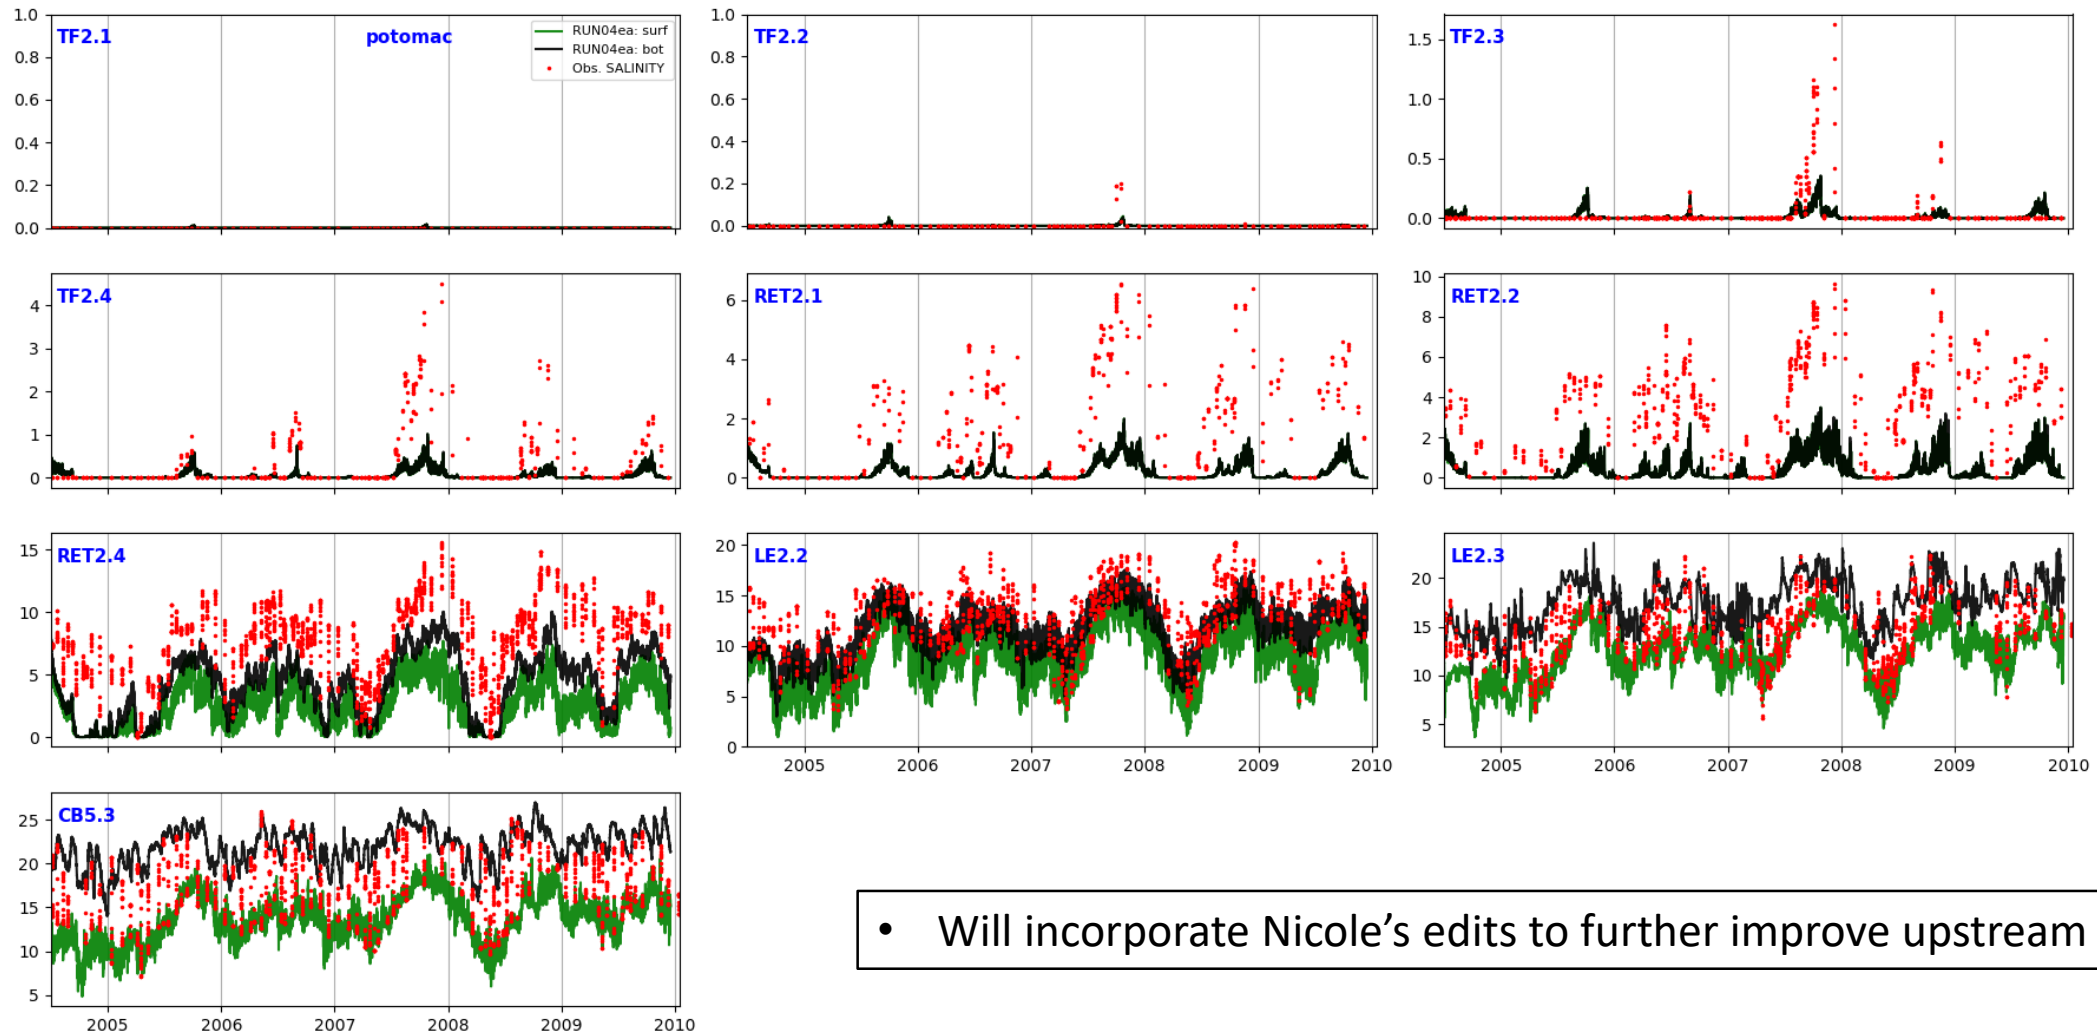 TF2.1
potomac
RUN04ea: surf
RUN04ea: bot
Obs. SALINITY
1.0
0.8
0.6
0.4
0.2
0.0
TF2.2
1.0
0.8
0.6
0.4
0.2
0.0
TF2.3
1.5
1.0
0.5
0.0
TF2.4
4
3
2
1
0
RET2.1
6
4
2
0
RET2.2
10
8
6
4
2
0
RET2.4
15
10
5
0
LE2.2
20
15
10
5
0
2005 2006 2007 2008 2009 2010
LE2.3
20
15
10
5
2005 2006 2007 2008 2009 2010
CB5.3
25
20
15
10
5
2005 2006 2007 2008 2009 2010
• Will incorporate Nicole’s edits to further improve upstream